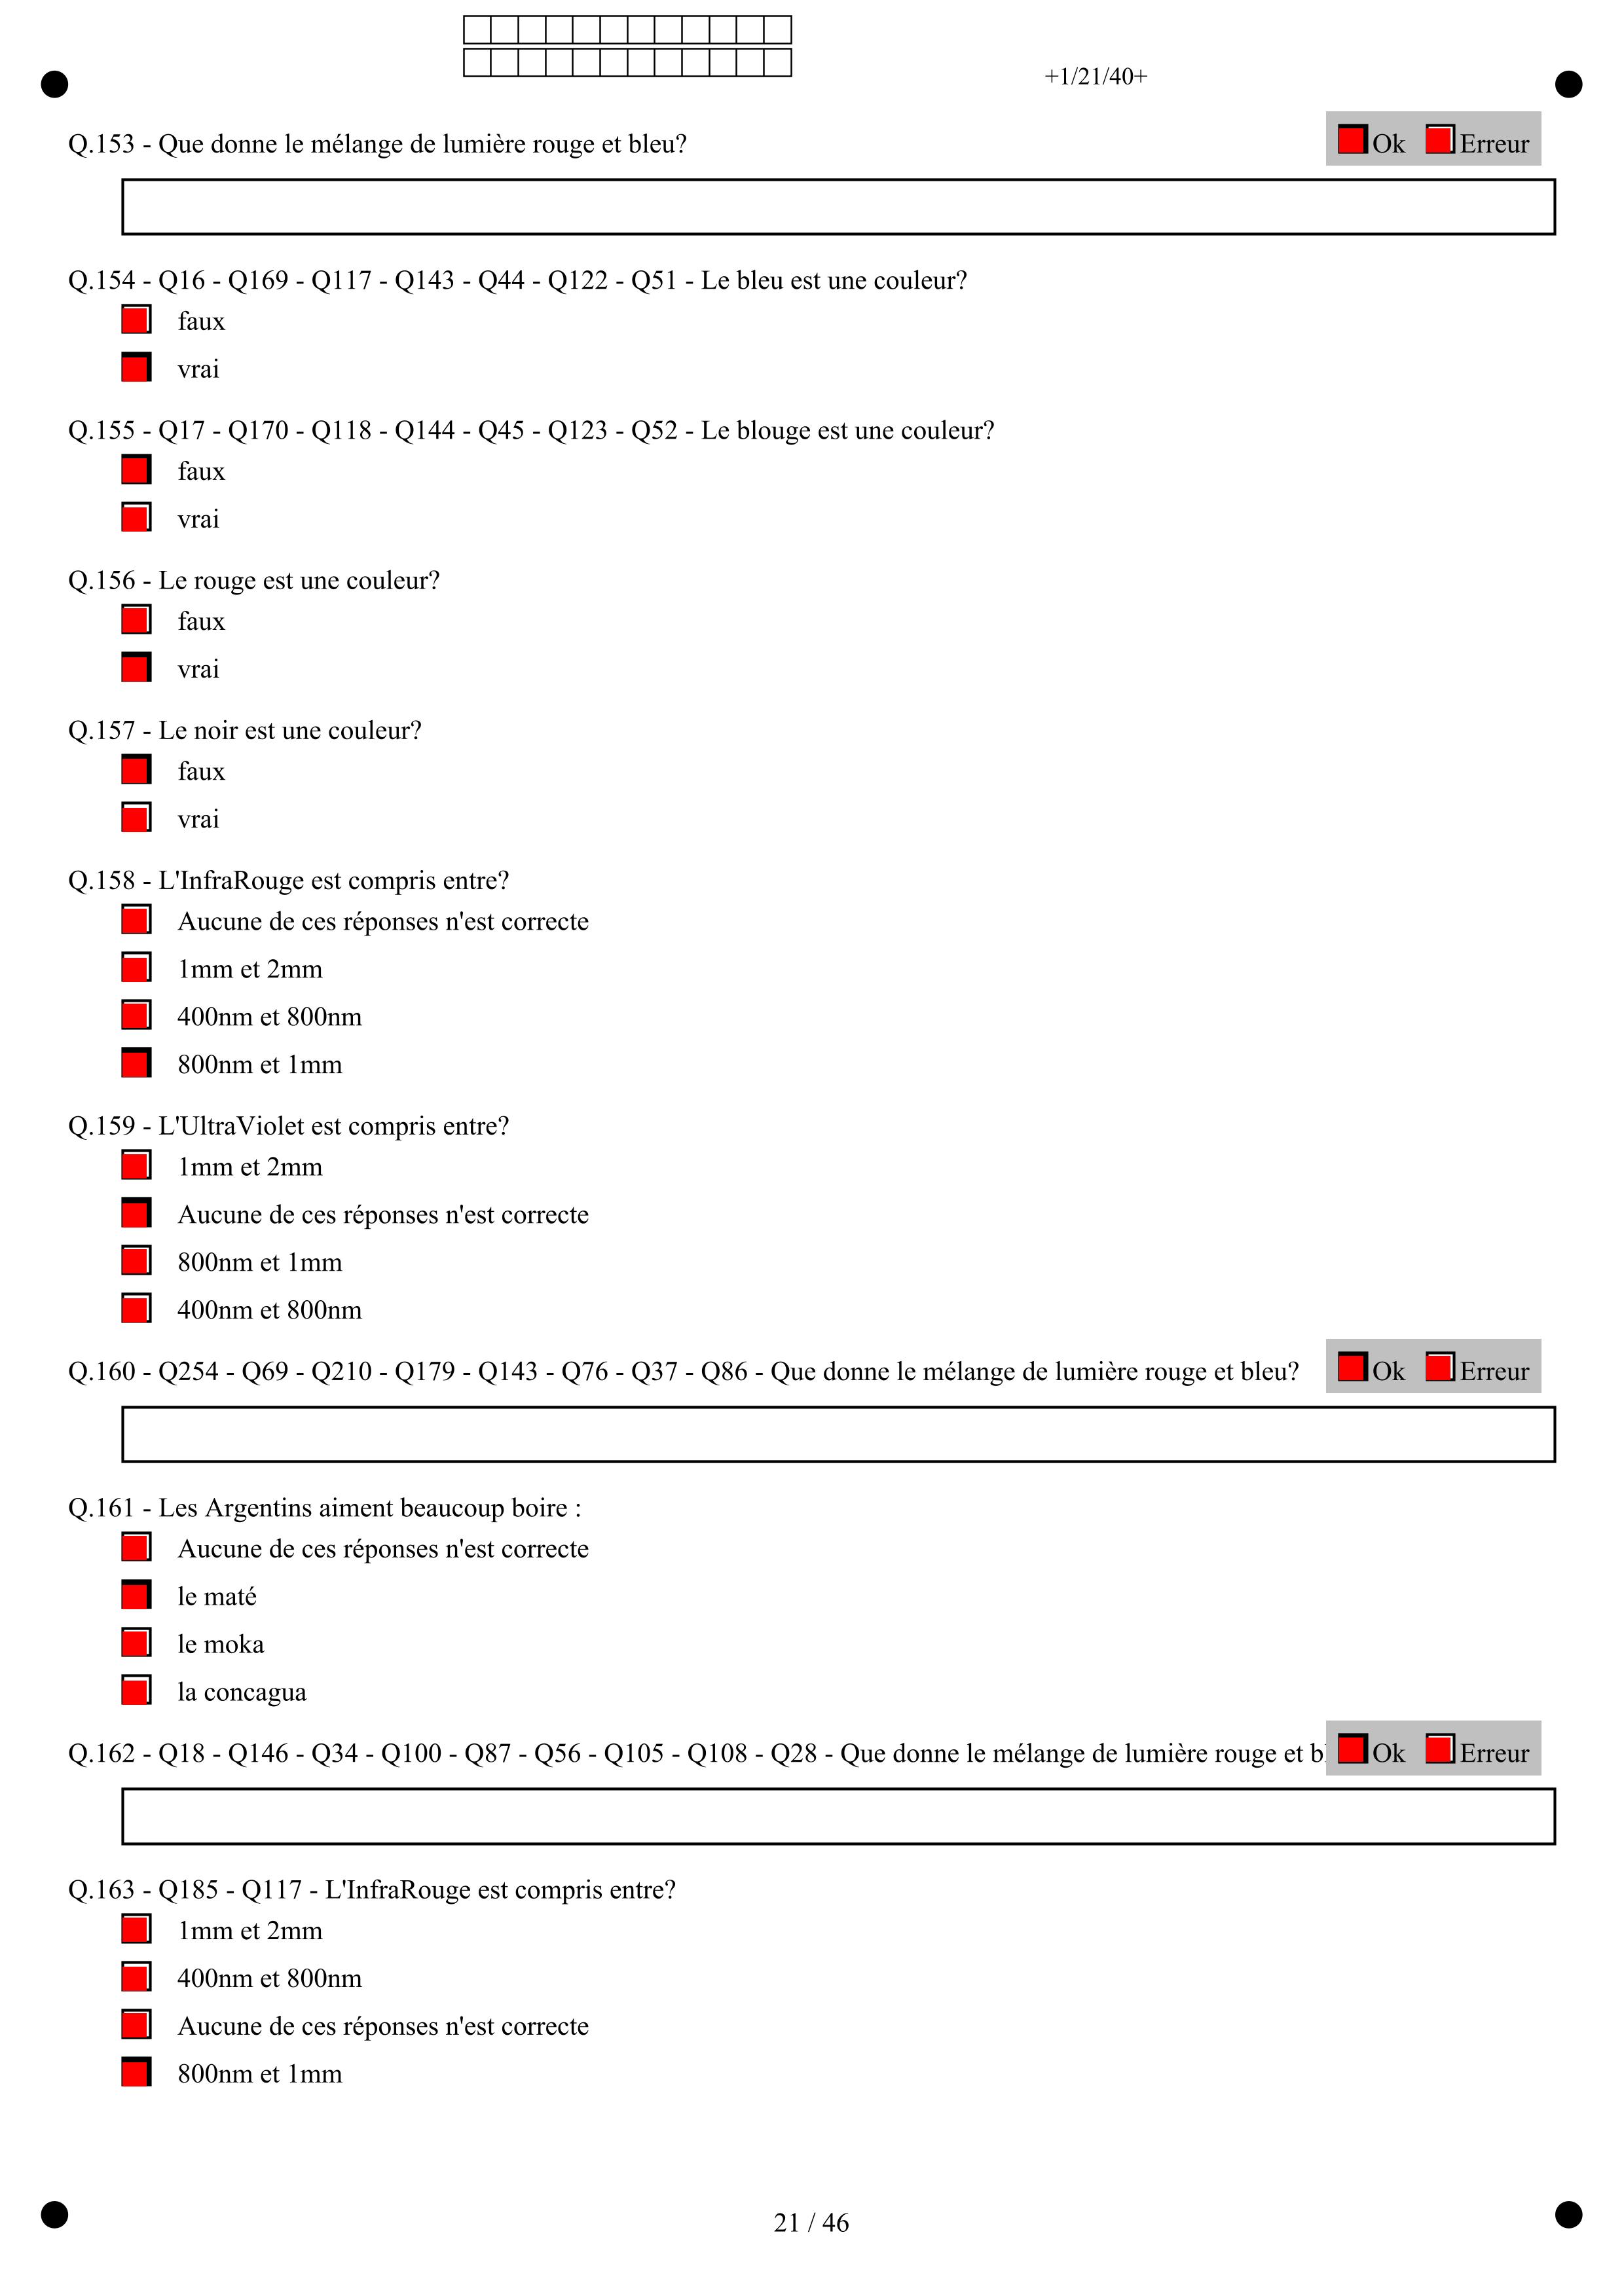 +1/21/40+
Q.153 - Que donne le mélange de lumière rouge et bleu? Ok Erreur
Q.154 - Q16 - Q169 - Q117 - Q143 - Q44 - Q122 - Q51 - Le bleu est une couleur?
faux
vrai
Q.155 - Q17 - Q170 - Q118 - Q144 - Q45 - Q123 - Q52 - Le blouge est une couleur?
faux
vrai
Q.156 - Le rouge est une couleur?
faux
vrai
Q.157 - Le noir est une couleur?
faux
vrai
Q.158 - L'InfraRouge est compris entre?
Aucune de ces réponses n'est correcte
1mm et 2mm
400nm et 800nm
800nm et 1mm
Q.159 - L'UltraViolet est compris entre?
1mm et 2mm
Aucune de ces réponses n'est correcte
800nm et 1mm
400nm et 800nm
Q.160 - Q254 - Q69 - Q210 - Q179 - Q143 - Q76 - Q37 - Q86 - Que donne le mélange de lumière rouge et bleu? Ok Erreur
Q.161 - Les Argentins aiment beaucoup boire :
Aucune de ces réponses n'est correcte
le maté
le moka
la concagua
Q.162 - Q18 - Q146 - Q34 - Q100 - Q87 - Q56 - Q105 - Q108 - Q28 - Que donne le mélange de lumière rouge et Ok Erreur
Q.163 - Q185 - Q117 - L'InfraRouge est compris entre?
1mm et 2mm
400nm et 800nm
Aucune de ces réponses n'est correcte
800nm et 1mm
21 / 46